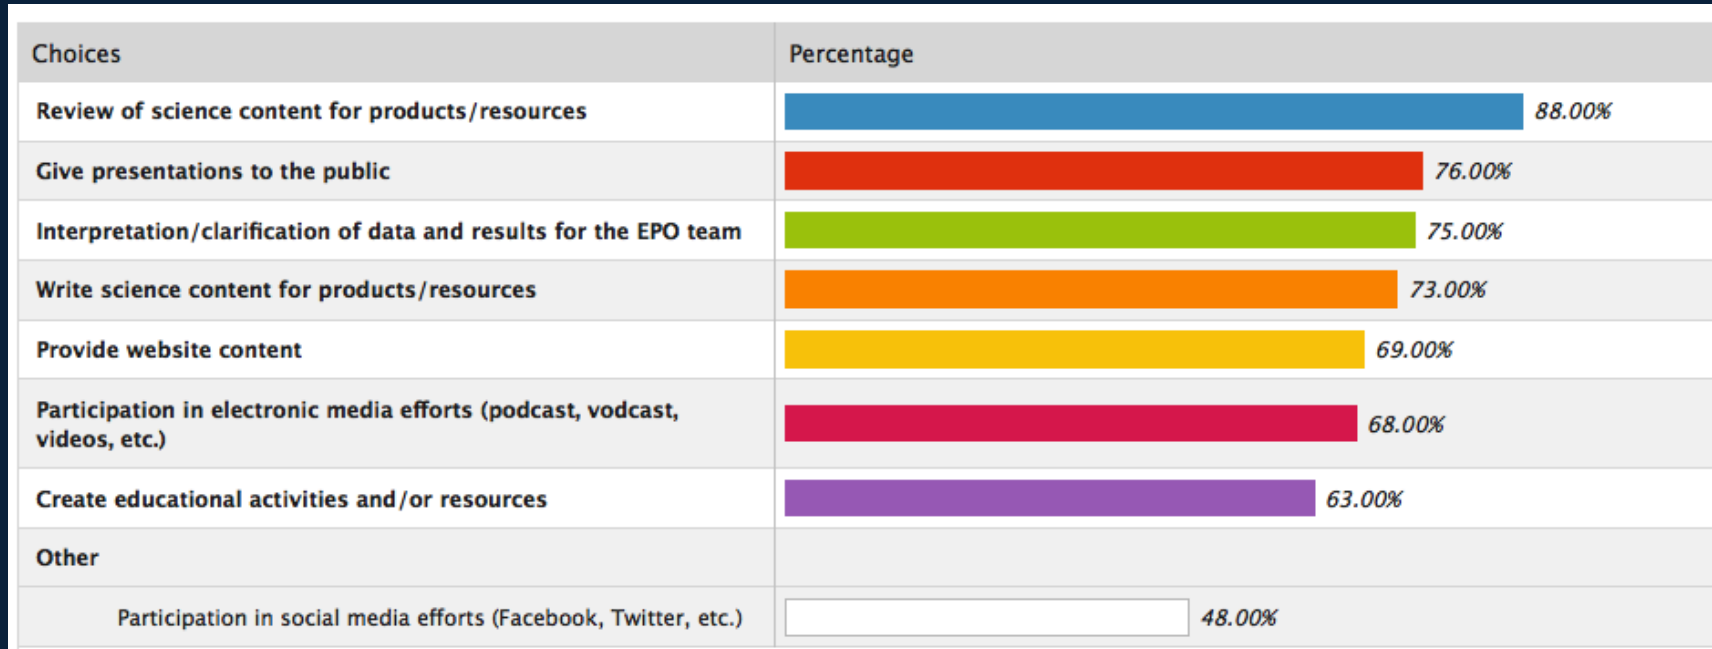 Choices
Percentage
Review of science content for products/resources
88.00%
Give presentations to the public
76.00%
Interpretation/clarification of data and results for the EPO team
75.00%
Write science content for products/resources
73.00%
Provide website content
69.00%
Participation in electronic media efforts (podcast, vodcast,
videos, etc.)
68.00%
Create educational activities and/or resources
63.00%
Other
Participation in social media efforts (Facebook, Twitter, etc.)
48.00%